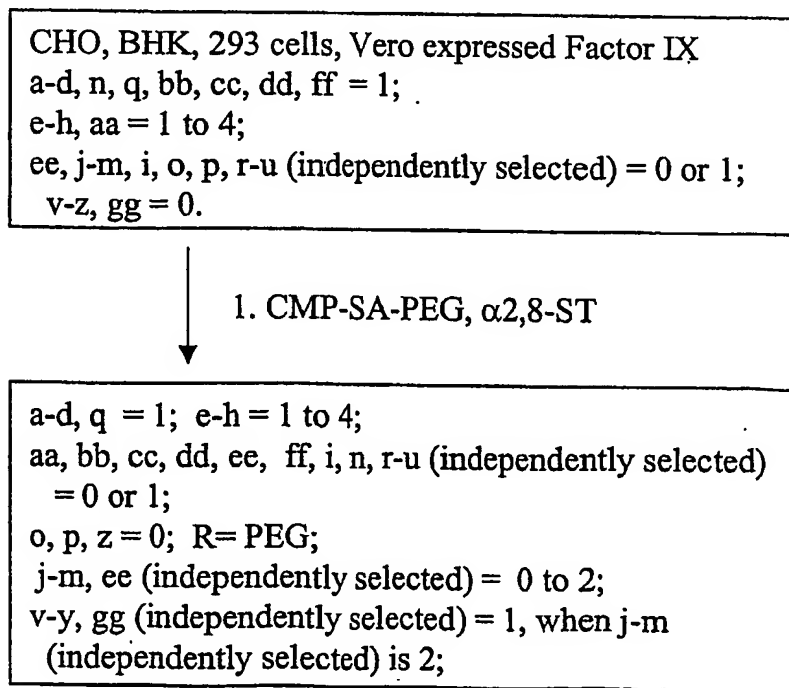 CHO, BHK, 293 cells, Vero expressed Factor IX
a-d, n, q, bb, cc, dd, ff = 1;
e-h, aa = 1 to 4;
ee, j-m, i, o, p, r-u (independently selected) = 0 or 1;
v-z, gg = 0.
1. CMP-SA-PEG, α2,8-ST
a-d, q = 1; e-h = 1 to 4;
aa, bb, cc, dd, ee, ff, i, n, r-u (independently selected)
= 0 or 1;
o, p, z = 0; R= PEG;
j-m, ee (independently selected) = 0 to 2;
v-y, gg (independently selected) = 1, when j-m
(independently selected) is 2;